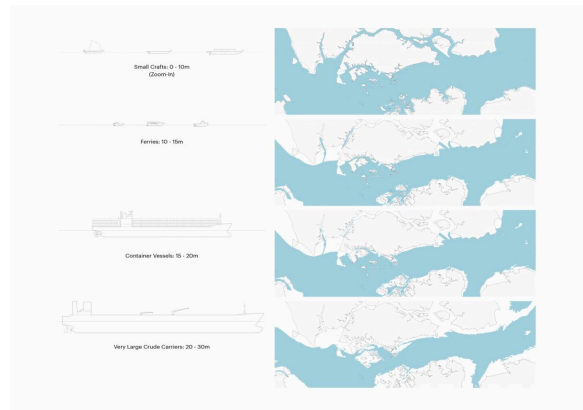 Small Crafts: 0 - 10m
(Zoom-In)
Ferries: 10 - 15m
Container Vessels: 15 - 20m
Very Large Crude Carriers: 20 - 30m